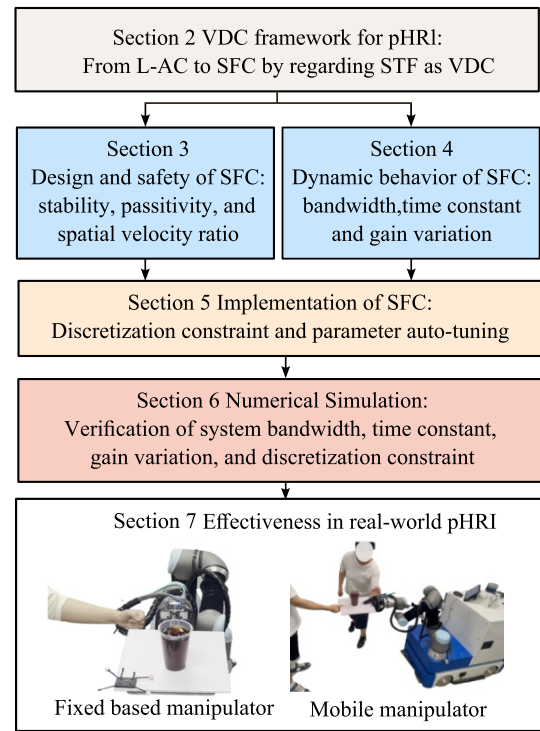 Section 2 VDC framework for pHRl:
From L-AC to SFC by regarding STF as VDC
Section 3
Design and safety of SFC:
stability, passitivity, and
spatial velocity ratio
Section 4
Dynamic behavior of SFC:
bandwidth,time constant
and gain variation
Section 5 Implementation of SFC:
Discretization constraint and parameter auto-tuning
Section 6 Numerical Simulation:
Verification of system bandwidth, time constant,
gain variation, and discretization constraint
Section 7 Effectiveness in real-world pHRI
Fixed based manipulator
Mobile manipulator